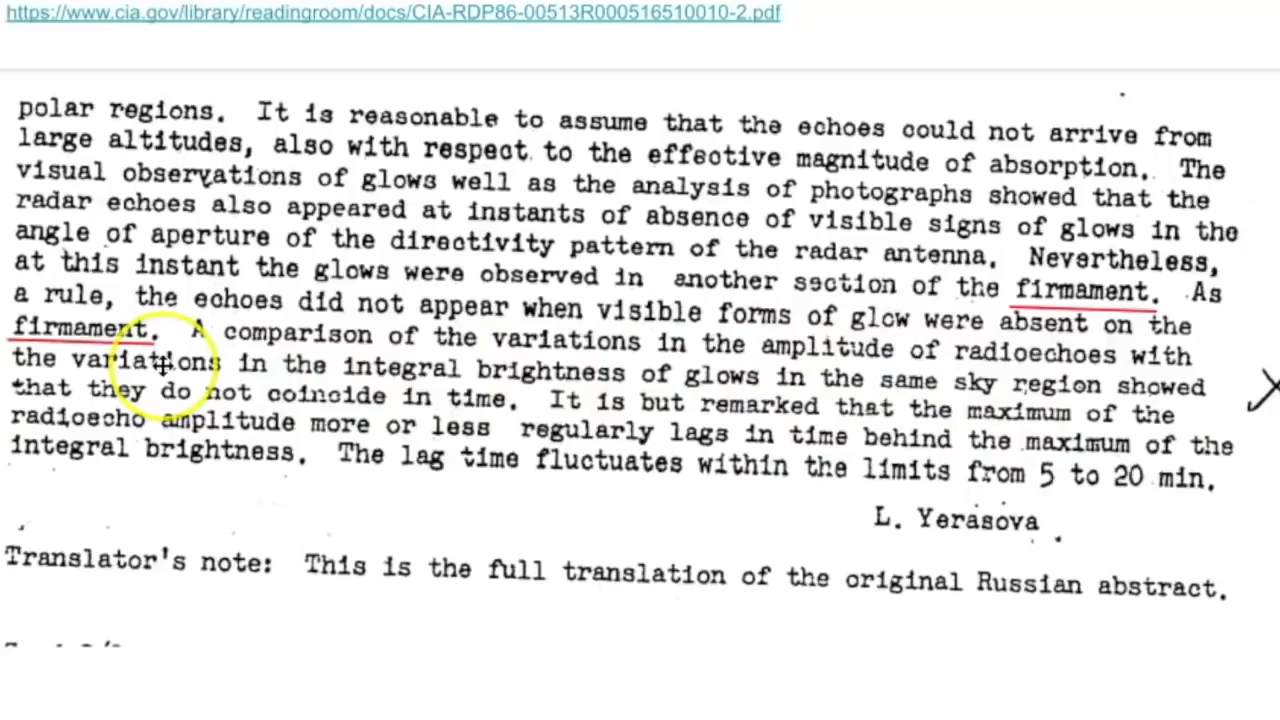 https://www.cia.gov/library/readingroom/docs/CIA-RDP86-00513R000516510010-2.pdf
polar regions. It is reasonable to assume that the echoes could not arrive from
large altitudes, also with respect to the effective magnitude of absorption. The
visual observations of glows well as the analysis of photographs showed that the
radar echoes also appeared at instants of absence of visible signs of glows in the
angle of aperture of the directivity pattern of the radar antenna. Nevertheless,
at this instant the glows were observed in another section of the firmament. As
a rule, the echoes did not appear when visible forms of glow were absent on the
firmament. A comparison of the variations in the amplitude of radioechoes with
the variations in the integral brightness of glows in the same sky region showed
that they do not coincide in time. It is but remarked that the maximum of the
radioecho amplitude more or less regularly lags in time behind the maximum of the
integral brightness. The lag time fluctuates within the limits from 5 to 20 min.
L. Yerasova
Translator's note: This is the full translation of the original Russian abstract.